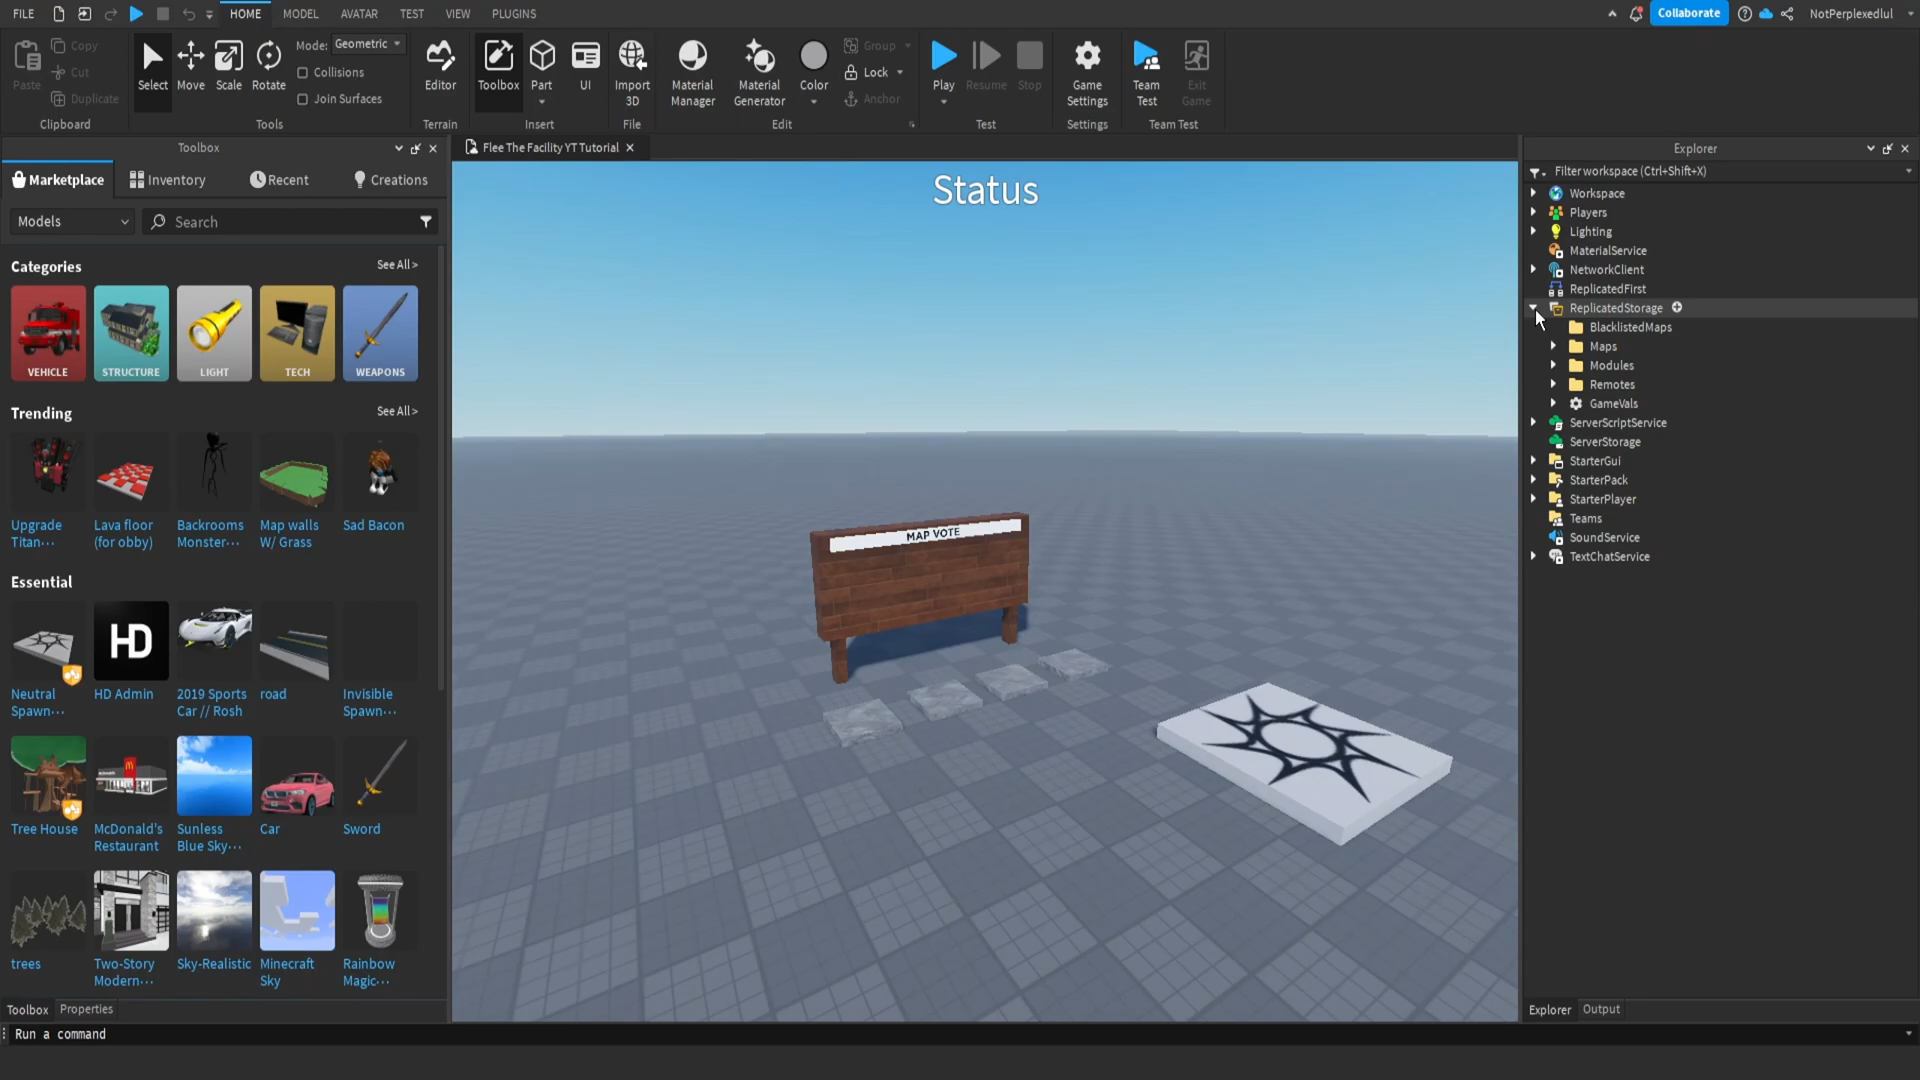 FILE HOME MODEL AVATAR TEST VIEW PLUGINS Collaborate NotPerplexedlul
Paste Copy Cut Duplicate Clipboard
Select Move Scale Rotate Mode: Geometric Collisions Join Surfaces Tools
Editor Terrain
Toolbox Part UI Insert
Import 3D File
Material Manager Material Generator Color Group Lock Anchor Edit
Play Resume Stop Test
Game Settings Settings
Team Test Exit Game Team Test
Toolbox
Marketplace Inventory Recent Creations
Models Search
Categories See All >
VEHICLE STRUCTURE LIGHT TECH WEAPONS
Trending See All >
Upgrade Titan··· Lava floor (for obby) Backrooms Monster··· Map walls W/ Grass Sad Bacon
Essential
HD
Neutral Spawn··· HD Admin 2019 Sports Car // Rosh road Invisible Spawn···
Tree House McDonald's Restaurant Sunless Blue Sky··· Car Sword
trees Two-Story Modern··· Sky-Realistic Minecraft Sky Rainbow Magic···
Toolbox Properties
Run a command
Flee The Facility YT Tutorial
Status
MAP VOTE
Explorer
Filter workspace (Ctrl+Shift+X)
Workspace
Players
Lighting
MaterialService
NetworkClient
ReplicatedFirst
ReplicatedStorage
BlacklistedMaps
Maps
Modules
Remotes
GameVals
ServerScriptService
ServerStorage
StarterGui
StarterPack
StarterPlayer
Teams
SoundService
TextChatService
Explorer Output